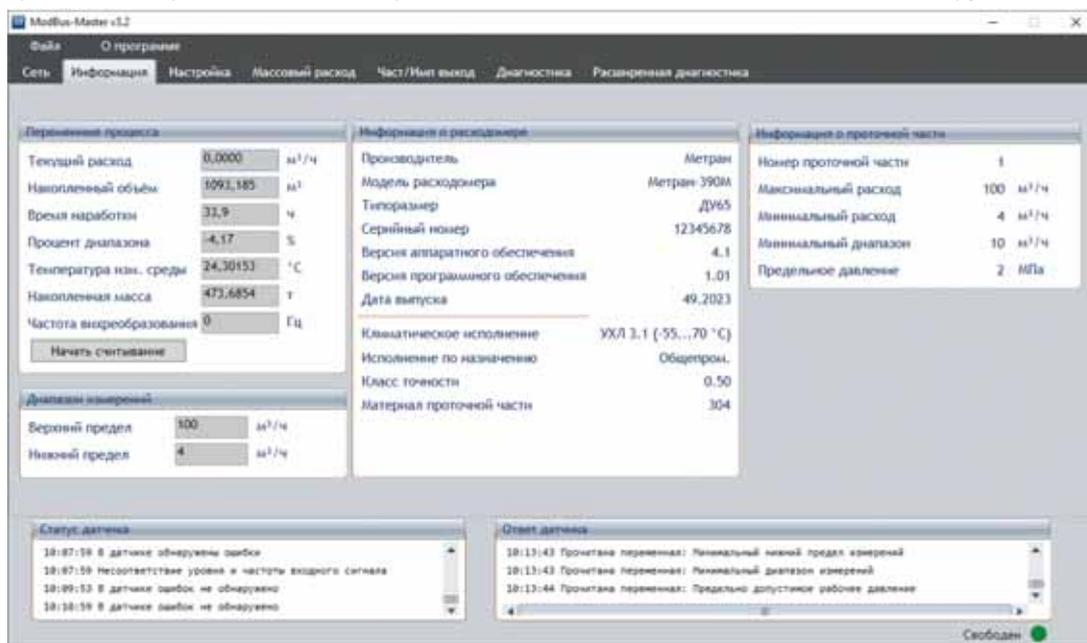 ModBus-Master v3.2
Файл О программе
Сеть Информация Настройка Массовый расход Част/Имп выход Диагностика Расширенная диагностика
Переменные процесса
Текущий расход 0,0000 м³/ч
Накопленный объём 1093,185 м³
Время наработки 33,9 ч
Процент диапазона -4,17 %
Температура изм. среды 24,30153 °C
Накопленная масса 473,6854 т
Частота вихреобразования 0 Гц
Начать считывание
Диапазон измерений
Верхний предел 100 м³/ч
Нижний предел 4 м³/ч
Информация о расходомере
Производитель Метран
Модель расходомера Метран-390М
Типоразмер ДУ65
Серийный номер 12345678
Версия аппаратного обеспечения 4.1
Версия программного обеспечения 1.01
Дата выпуска 49.2023
Климатическое исполнение УХЛ 3.1 (-55...70 °C)
Исполнение по назначению Общепром.
Класс точности 0.50
Материал проточной части 304
Информация о проточной части
Номер проточной части 1
Максимальный расход 100 м³/ч
Минимальный расход 4 м³/ч
Минимальный диапазон 10 м³/ч
Предельное давление 2 МПа
Статус датчика
10:07:59 В датчике обнаружены ошибки
10:07:59 Несоответствие уровня и частоты входного сигнала
10:09:53 В датчике ошибок не обнаружено
10:10:59 В датчике ошибок не обнаружено
Ответ датчика
10:13:43 Прочитана переменная: Минимальный нижний предел измерений
10:13:43 Прочитана переменная: Минимальный диапазон измерений
10:13:44 Прочитана переменная: Предельно допустимое рабочее давление
Свободен